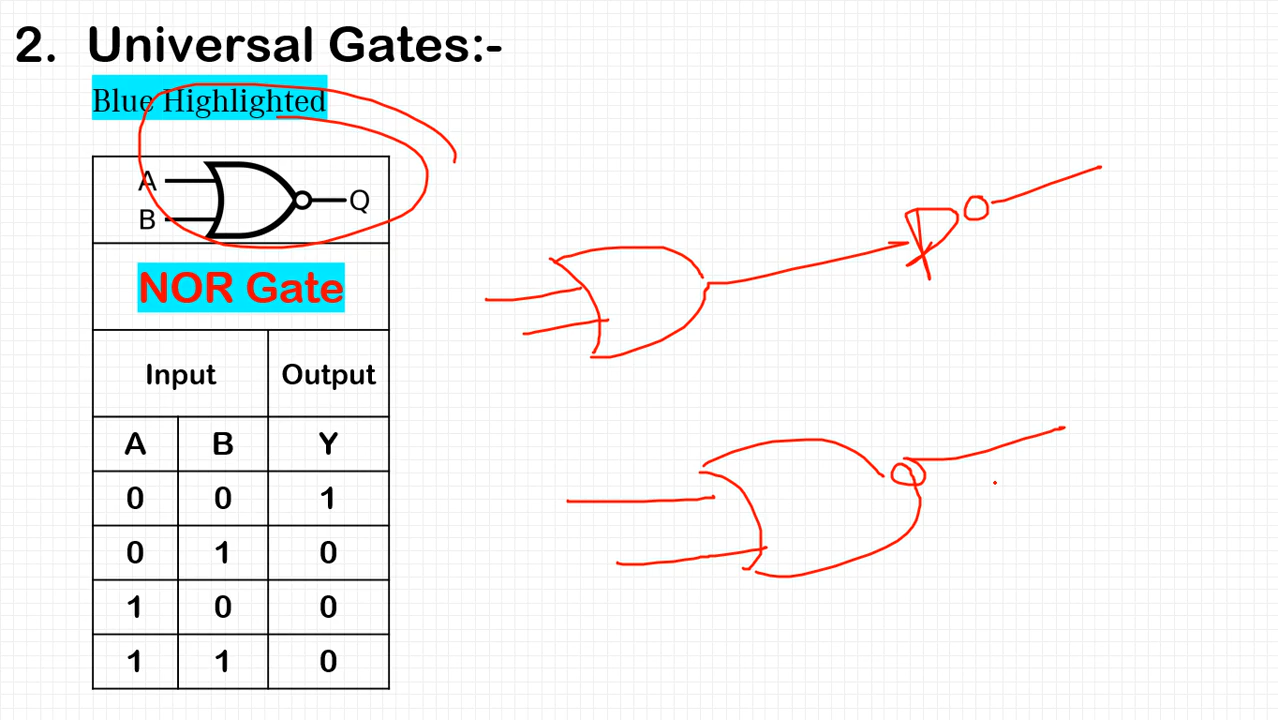 2. Universal Gates:-
Blue Highlighted
A
B
Q
NOR Gate
Input Output
A B Y
0 0 1
0 1 0
1 0 0
1 1 0